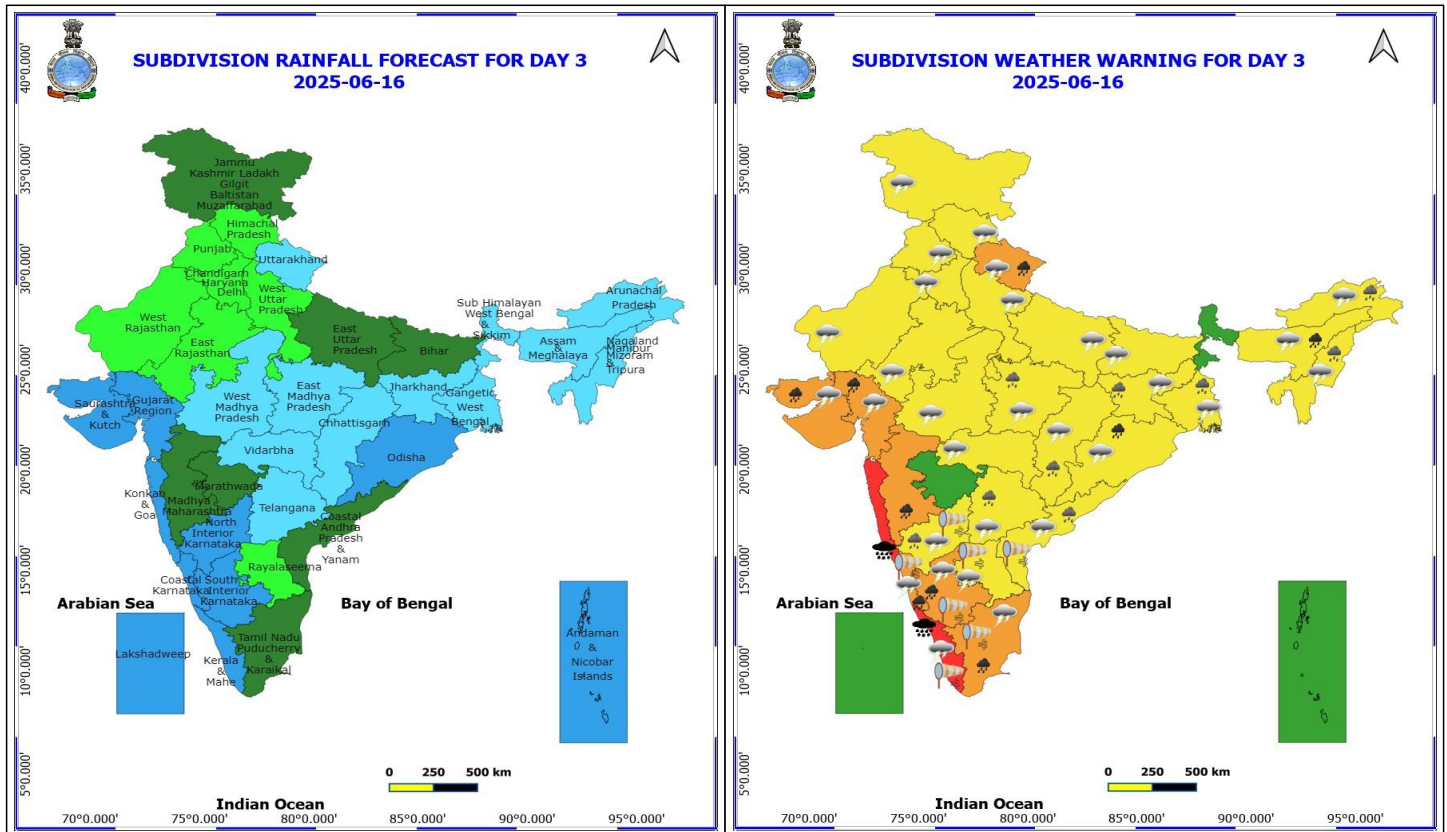 SUBDIVISION RAINFALL FORECAST FOR DAY 3
2025-06-16
40°0.000'
35°0.000'
30°0.000'
25°0.000'
20°0.000'
15°0.000'
10°0.000'
5°0.000'
Jammu
Kashmir Ladakh
Gilgit
Baltistan
Muzaffarabad
Himachal
Pradesh
Punjab
Uttarakhand
Chandigarh
Haryana
Delhi
West
Uttar
Pradesh
West
Rajasthan
East
Rajasthan
East
Uttar
Pradesh
Bihar
Sub Himalayan
West Bengal
&
Sikkim
Arunachal
Pradesh
Assam
&
Meghalaya
Nagaland
Manipur
Mizoram
&
Tripura
Saurashtra
&
Kutch
Gujarat
Region
West
Madhya
Pradesh
East
Madhya
Pradesh
Jharkhand
Gangetic
West
Bengal
Chhattisgarh
Vidarbha
Odisha
Konkan
&
Goa
Marathwada
Madhya
Maharashtra
North
Interior
Karnataka
Telangana
Coastal
Andhra
Pradesh
&
Yanam
Rayalaseema
Coastal
Karnataka
South
Interior
Karnataka
Arabian Sea
Bay of Bengal
Lakshadweep
Kerala
&
Mahe
Tamil Nadu
Puducherry
&
Karaikal
Andaman
&
Nicobar
Islands
0 250 500 km
Indian Ocean
70°0.000' 75°0.000' 80°0.000' 85°0.000' 90°0.000' 95°0.000'
SUBDIVISION WEATHER WARNING FOR DAY 3
2025-06-16
40°0.000'
35°0.000'
30°0.000'
25°0.000'
20°0.000'
15°0.000'
10°0.000'
5°0.000'
Arabian Sea
Bay of Bengal
0 250 500 km
Indian Ocean
70°0.000' 75°0.000' 80°0.000' 85°0.000' 90°0.000' 95°0.000'